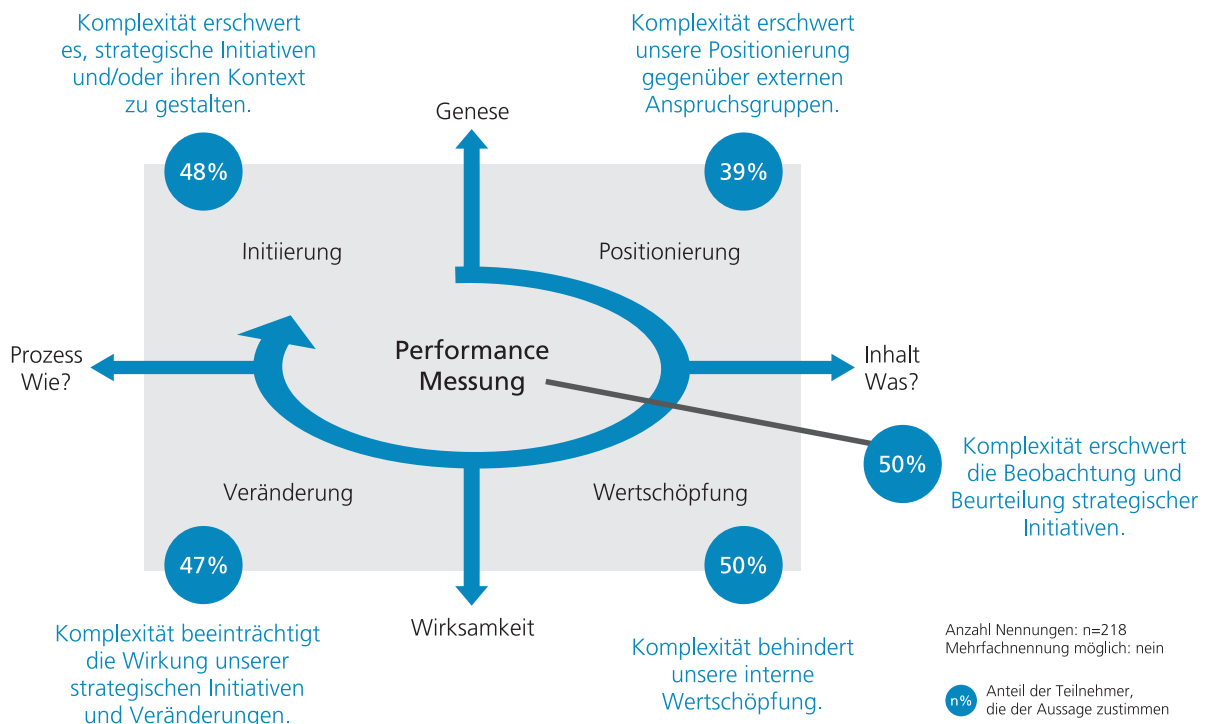 Komplexität erschwert
es, strategische Initiativen
und/oder ihren Kontext
zu gestalten.
Komplexität erschwert
unsere Positionierung
gegenüber externen
Anspruchsgruppen.
Genese
48%
39%
Initiierung
Positionierung
Prozess
Wie?
Performance
Messung
Inhalt
Was?
50%
Komplexität erschwert
die Beobachtung und
Beurteilung strategischer
Initiativen.
Veränderung
Wertschöpfung
47%
50%
Wirksamkeit
Komplexität beeinträchtigt
die Wirkung unserer
strategischen Initiativen
und Veränderungen.
Komplexität behindert
unsere interne
Wertschöpfung.
Anzahl Nennungen: n=218
Mehrfachnennung möglich: nein
n%
Anteil der Teilnehmer,
die der Aussage zustimmen